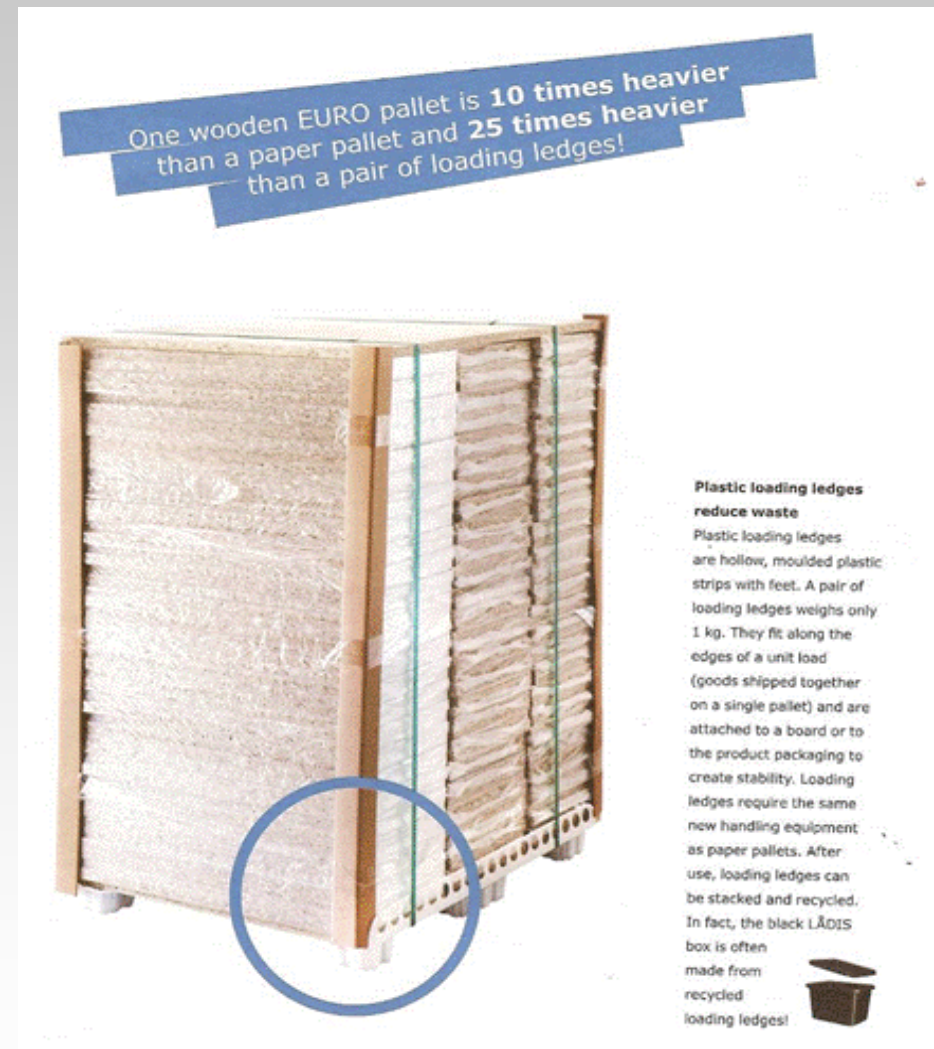 One wooden EURO pallet is 10 times heavier
than a paper pallet and 25 times heavier
than a pair of loading ledges!
Plastic loading ledges
reduce waste
Plastic loading ledges
are hollow, moulded plastic
strips with feet. A pair of
loading ledges weighs only
1 kg. They fit along the
edges of a unit load
(goods shipped together
on a single pallet) and are
attached to a board or to
the product packaging to
create stability. Loading
ledges require the same
new handling equipment
as paper pallets. After
use, loading ledges can
be stacked and recycled.
In fact, the black LÅDIS
box is often
made from
recycled
loading ledges!